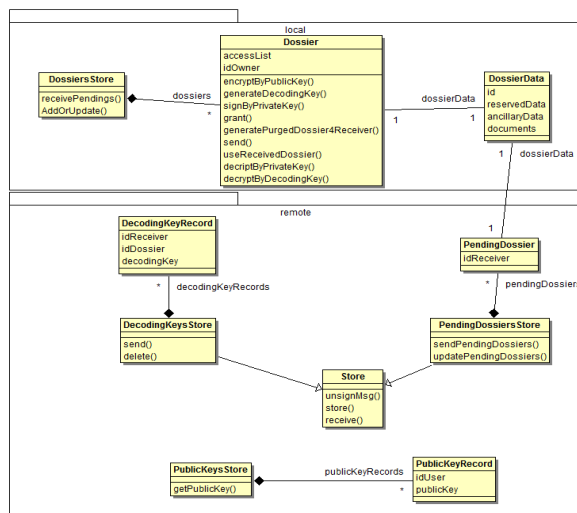 local
Dossier
accessList
idOwner
encryptByPublicKey()
generateDecodingKey()
signByPrivateKey()
grant()
generatePurgedDossier4Receiver()
send()
useReceivedDossier()
decriptByPrivateKey()
decryptByDecodingKey()
DossiersStore
receivePendings()
AddOrUpdate()
dossiers
*
dossierData
1
1
DossierData
id
reservedData
ancillaryData
documents
1
dossierData
remote
1
DecodingKeyRecord
idReceiver
idDossier
decodingKey
PendingDossier
idReceiver
*
decodingKeyRecords
*
pendingDossiers
DecodingKeysStore
send()
delete()
PendingDossiersStore
sendPendingDossiers()
updatePendingDossiers()
Store
unsignMsg()
store()
receive()
PublicKeysStore
getPublicKey()
publicKeyRecords
*
PublicKeyRecord
idUser
publicKey